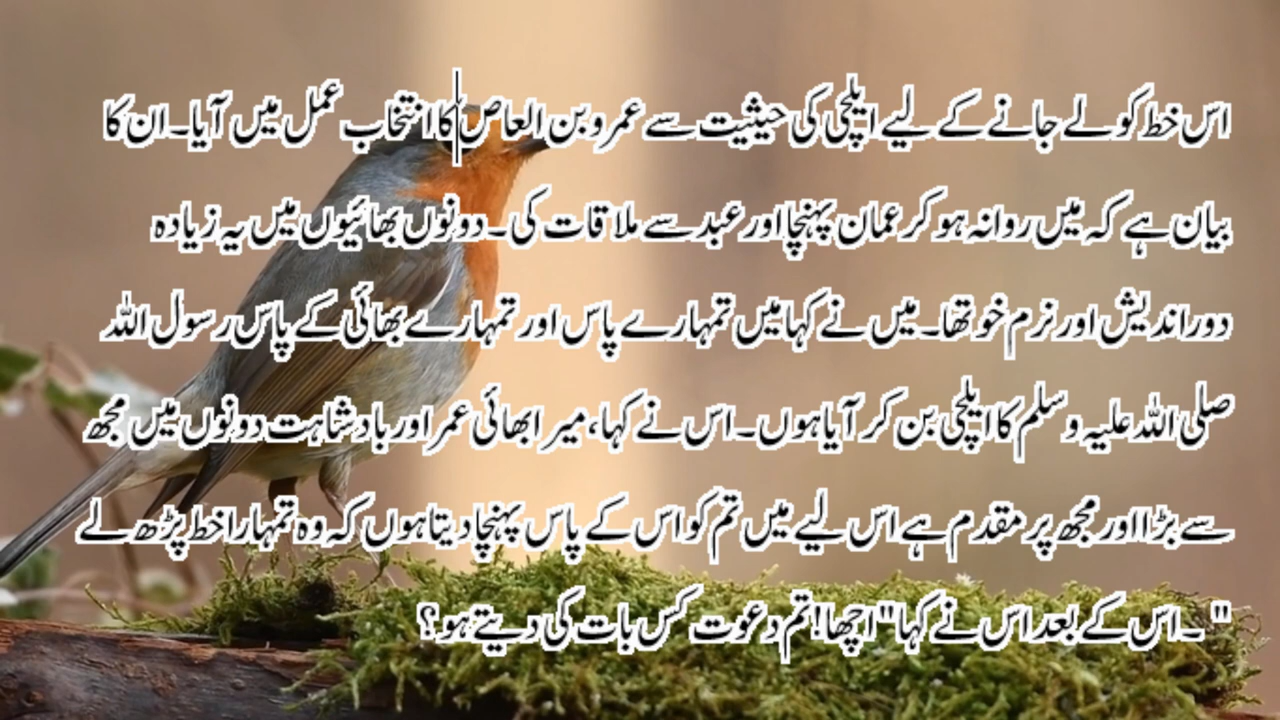 اس خط کو لے جانے کے لیے ایلچی کی حیثیت سے عمرو بن العاص کا انتخاب عمل میں آیا۔ ان کا
بیان ہے کہ میں روانہ ہو کر عمان پہنچا اور عبد سے ملاقات کی۔ دونوں بھائیوں میں یہ زیادہ
دور اندیش اور نرم خو تھا۔ میں نے کہا میں تمہارے پاس اور تمہارے بھائی کے پاس رسول اللہ
صلی اللہ علیہ وسلم کا ایلچی بن کر آیا ہوں۔ اس نے کہا، میرا بھائی عمر اور بادشاہت دونوں میں مجھ
سے بڑا اور مجھ پر مقدم ہے اس لیے میں تم کو اس کے پاس پہنچا دیتا ہوں کہ وہ تمہارا خط پڑھ لے
"۔ اس کے بعد اس نے کہا "اچھا! تم دعوت کس بات کی دیتے ہو؟